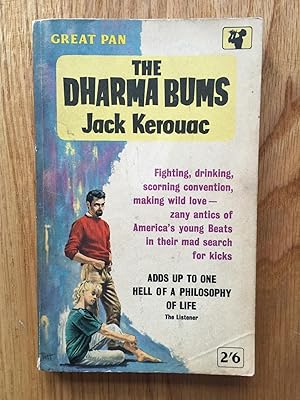 GREAT PAN
THE
DHARMA BUMS
Jack Kerouac
Fighting, drinking,
scorning convention,
making wild love—
zany antics of
America's young Beats
in their mad search
for kicks
ADDS UP TO ONE
HELL OF A PHILOSOPHY
OF LIFE
The Listener
2/6